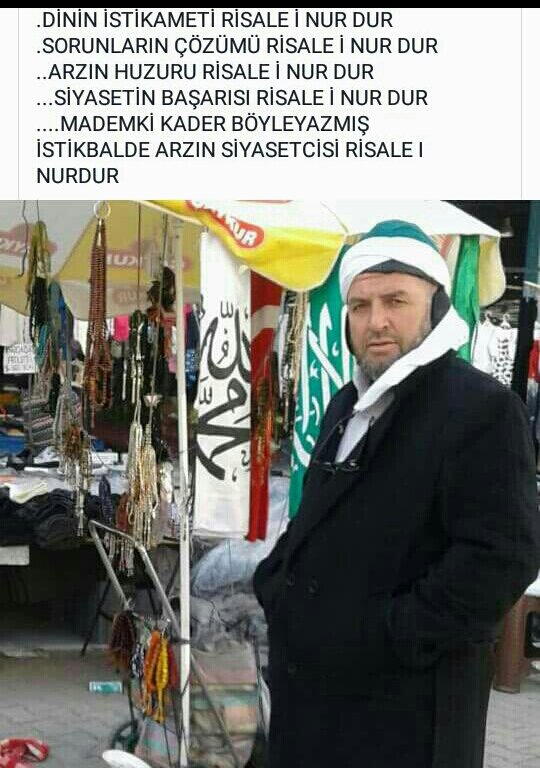 .DİNİN İSTİKAMETİ RİSALE İ NUR DUR
.SORUNLARIN ÇÖZÜMÜ RİSALE İ NUR DUR
..ARZIN HUZURU RİSALE İ NUR DUR
...SİYASETİN BAŞARISI RİSALE İ NUR DUR
....MADEMKİ KADER BÖYLEYAZMIŞ
İSTİKBALDE ARZIN SİYASETCİSİ RİSALE I
NURDUR
ÇAYKUR